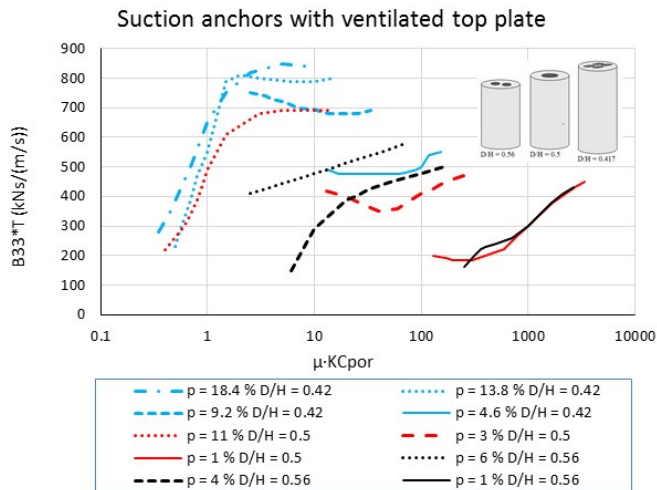 Suction anchors with ventilated top plate
B33*T (kNs/(m/s))
900
800
700
600
500
400
300
200
100
0
D/H = 0.56
D/H = 0.5
D/H = 0.417
0.1 1 10 100 1000 10000
μ·KCpor
p = 18.4 % D/H = 0.42
p = 13.8 % D/H = 0.42
p = 9.2 % D/H = 0.42
p = 4.6 % D/H = 0.42
p = 11 % D/H = 0.5
p = 3 % D/H = 0.5
p = 1 % D/H = 0.5
p = 6 % D/H = 0.56
p = 4 % D/H = 0.56
p = 1 % D/H = 0.56